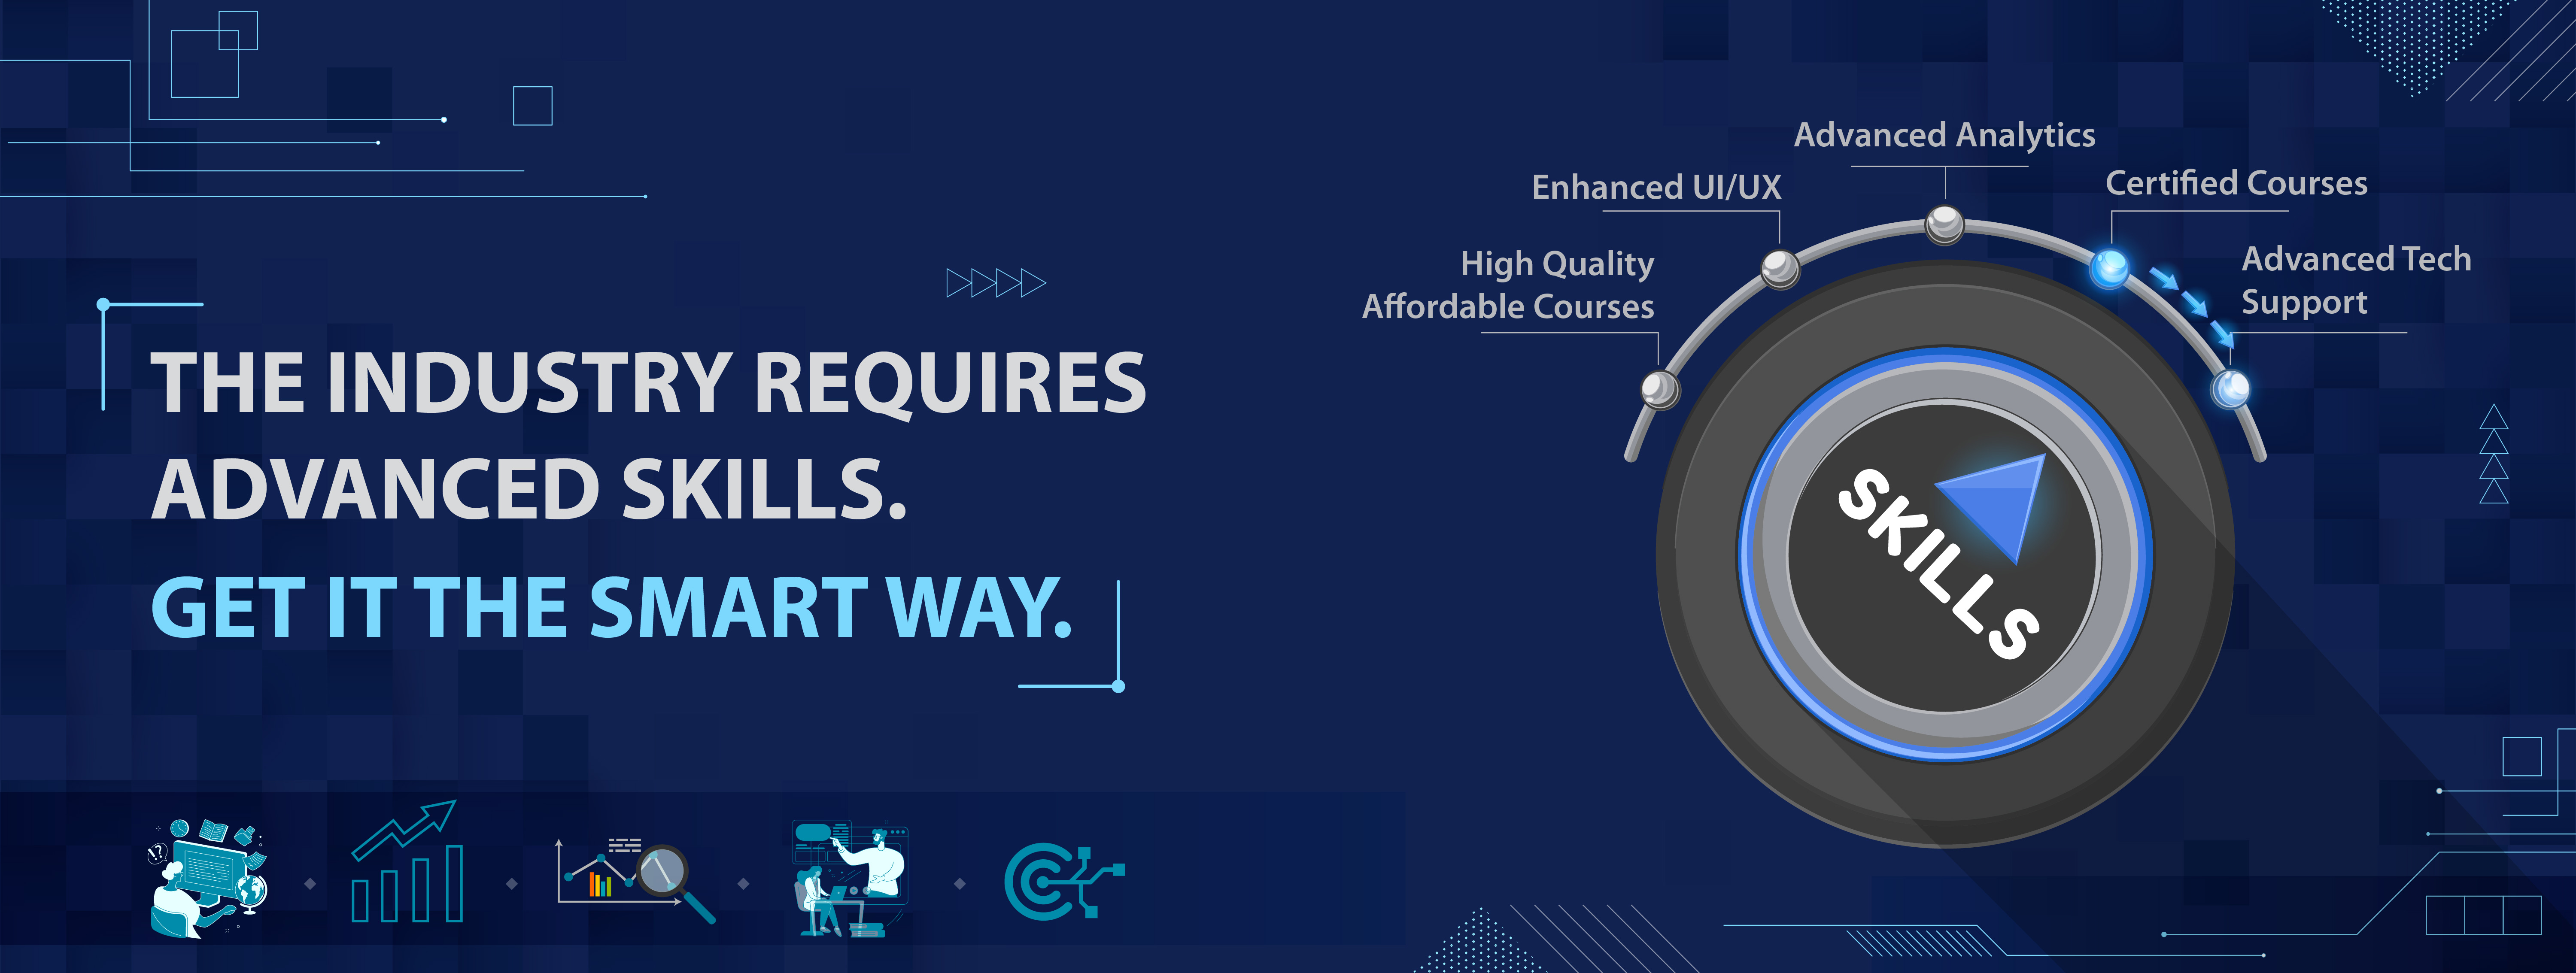 THE INDUSTRY REQUIRES
ADVANCED SKILLS.
GET IT THE SMART WAY.
High Quality
Affordable Courses
Enhanced UI/UX
Advanced Analytics
Certified Courses
Advanced Tech
Support
SKILLS
!?